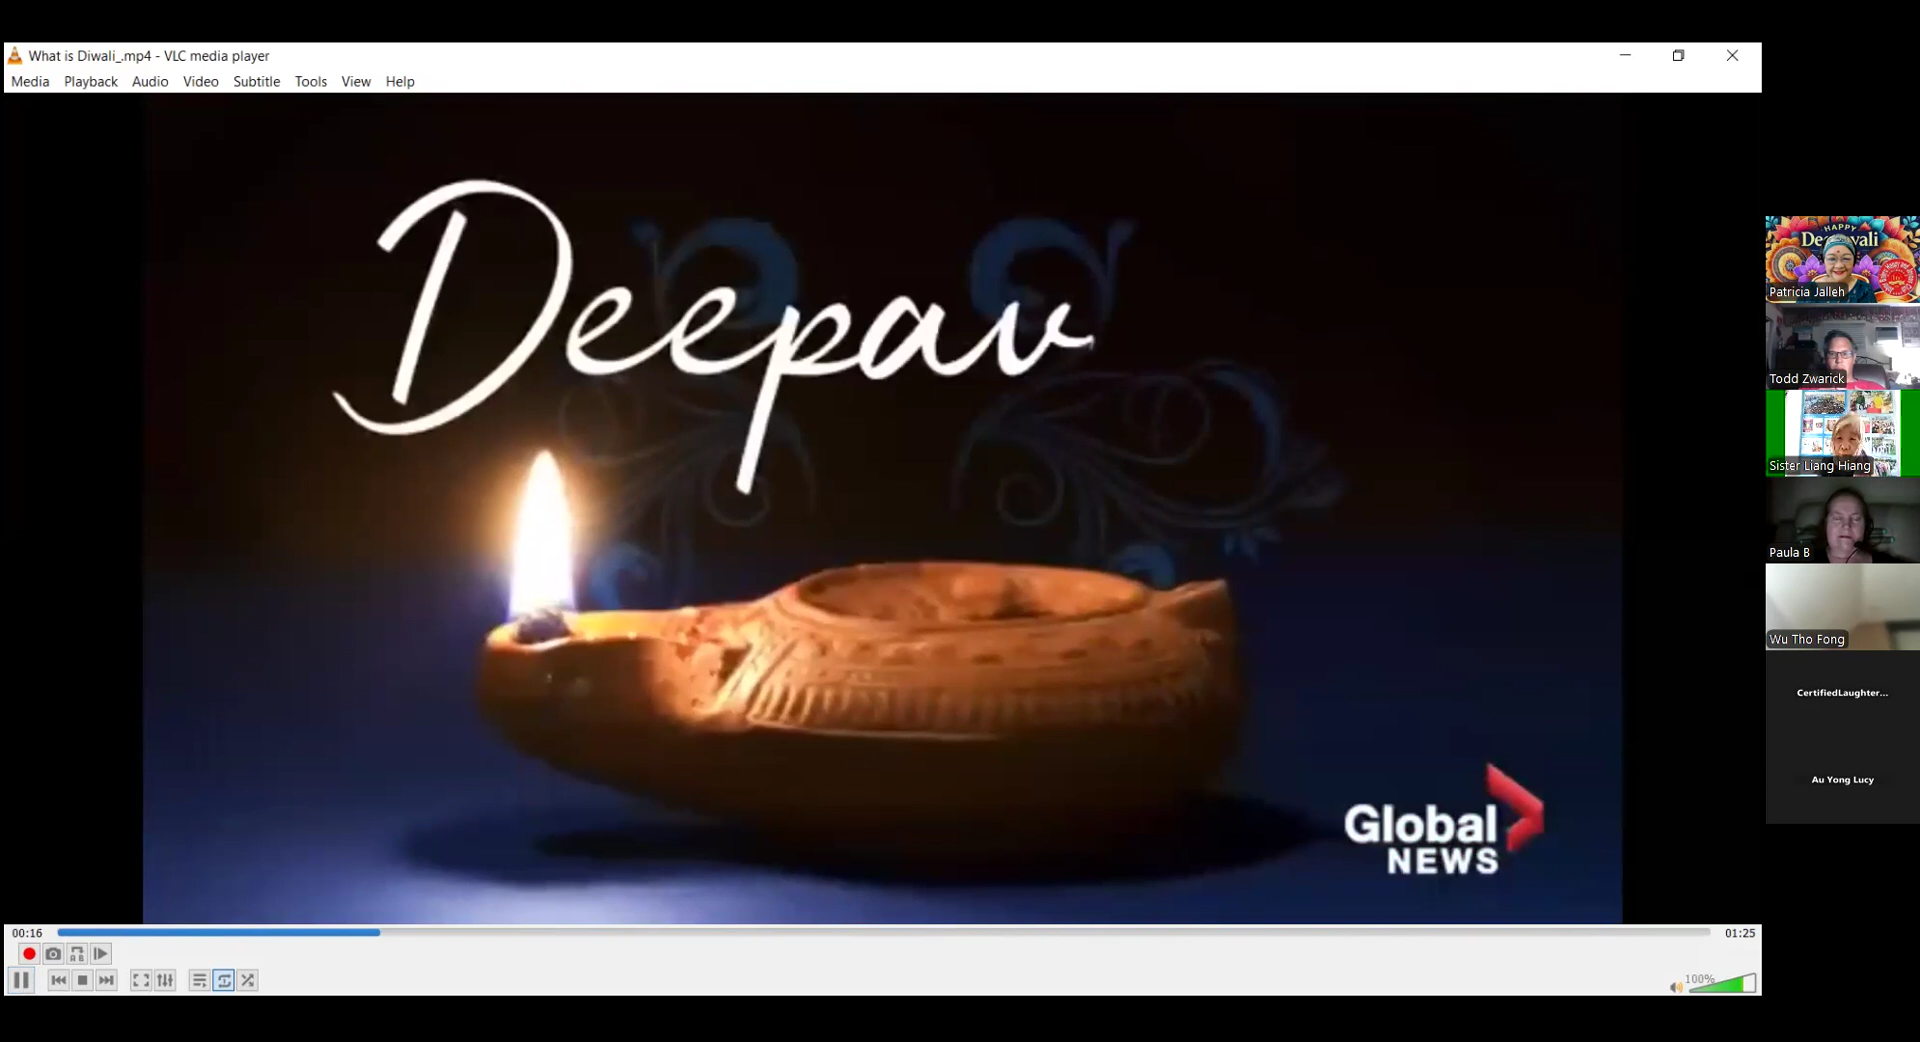 What is Diwali_.mp4 - VLC media player
Media Playback Audio Video Subtitle Tools View Help
Deepav
Global
NEWS
00:16
01:25
100%
HAPPY
Patricia Jalleh
Todd Zwarick
Sister Liang Hiang
Paula B
Wu Tho Fong
CertifiedLaughter...
Au Yong Lucy